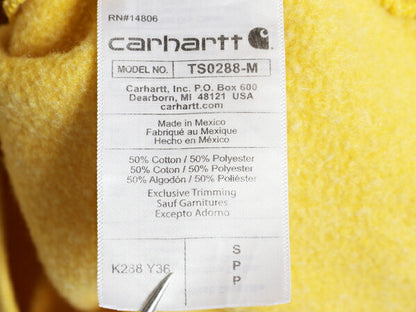 RN#14806
carhartt
MODEL NO. TS0288-M
Carhartt, Inc. P.O. Box 600
Dearborn, MI 48121 USA
carhartt.com
Made in Mexico
Fabriqué au Mexique
Hecho en México
50% Cotton / 50% Polyester
50% Coton / 50% Polyester
50% Algodón / 50% Poliéster
Exclusive Trimming
Sauf Garnitures
Excepto Adorno
K288 Y36
S
P
P